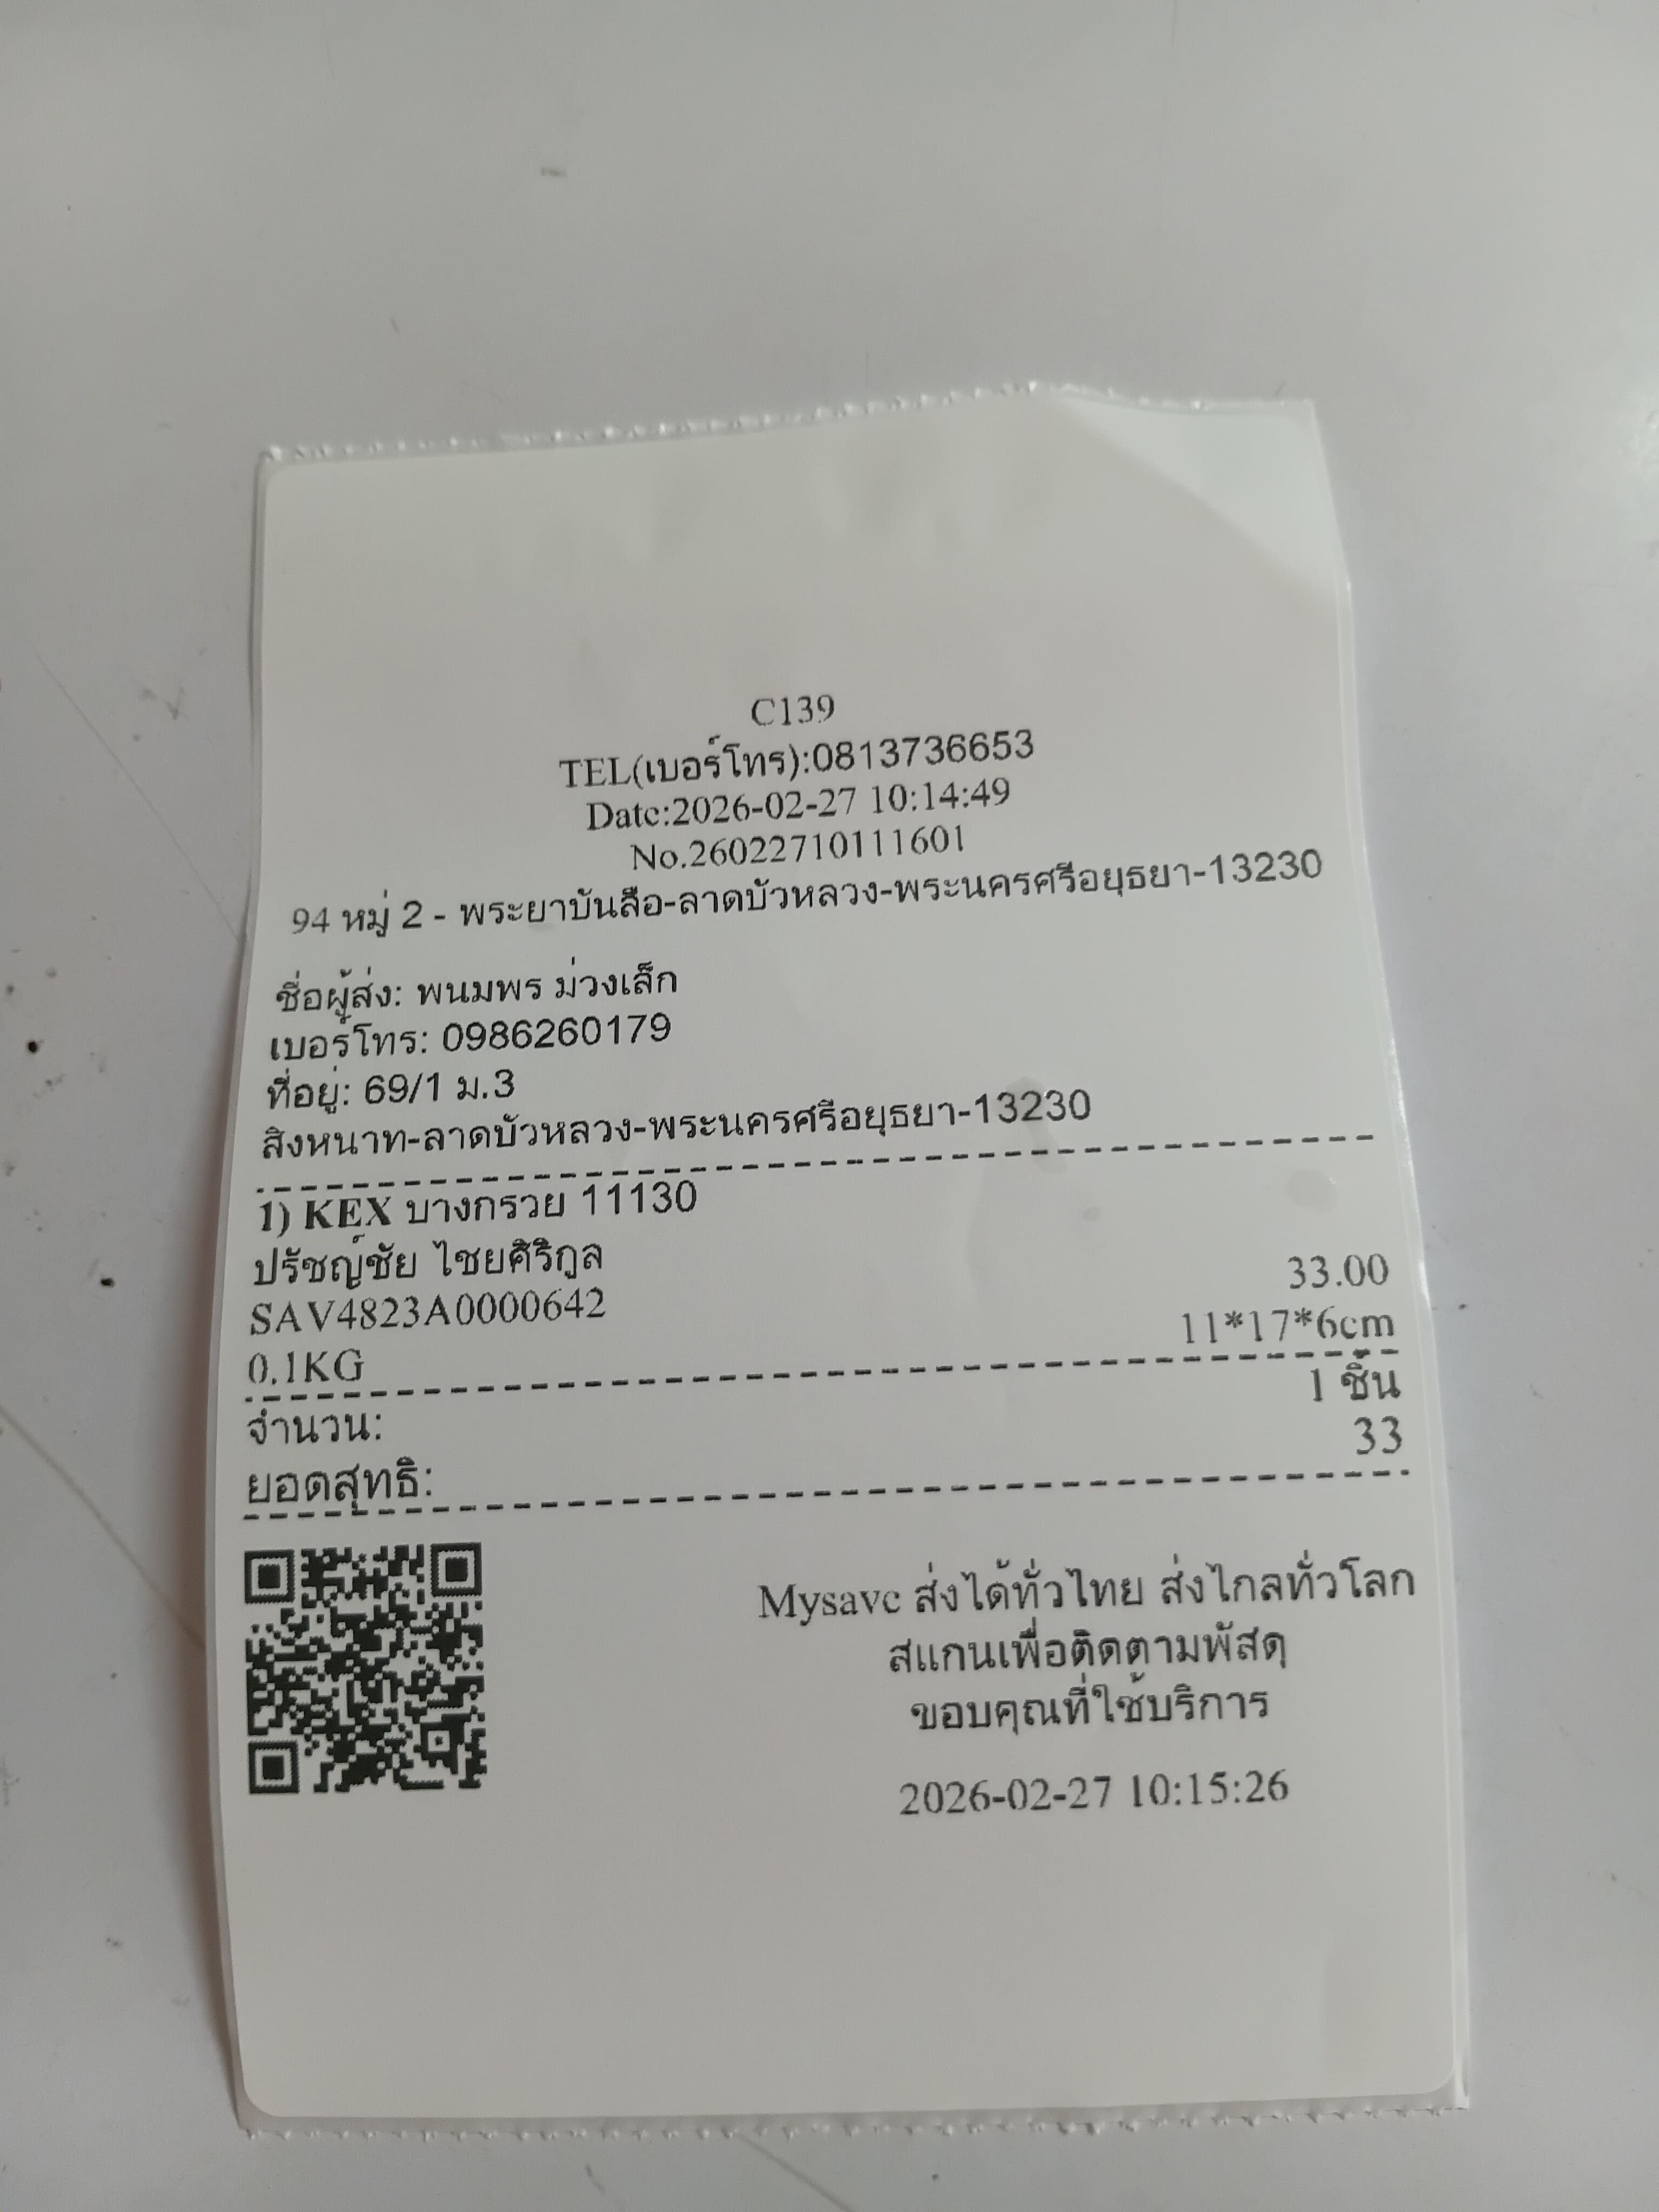 C139
TEL(เบอร์โทร):0813736653
Date:2026-02-27 10:14:49
No.26022710111601
94 หมู่ 2 - พระยาบันลือ-ลาดบัวหลวง-พระนครศรีอยุธยา-13230
ชื่อผู้ส่ง: พนมพร ม่วงเล็ก
เบอร์โทร: 0986260179
ที่อยู่: 69/1 ม.3
สิงหนาท-ลาดบัวหลวง-พระนครศรีอยุธยา-13230
1) KEX บางกรวย 11130
ปรัชญ์ชัย ไชยศิริกูล
SAV4823A0000642 33.00
0.1KG 11*17*6cm
จำนวน: 1 ชิ้น
ยอดสุทธิ: 33
Mysave ส่งได้ทั่วไทย ส่งไกลทั่วโลก
สแกนเพื่อติดตามพัสดุ
ขอบคุณที่ใช้บริการ
2026-02-27 10:15:26